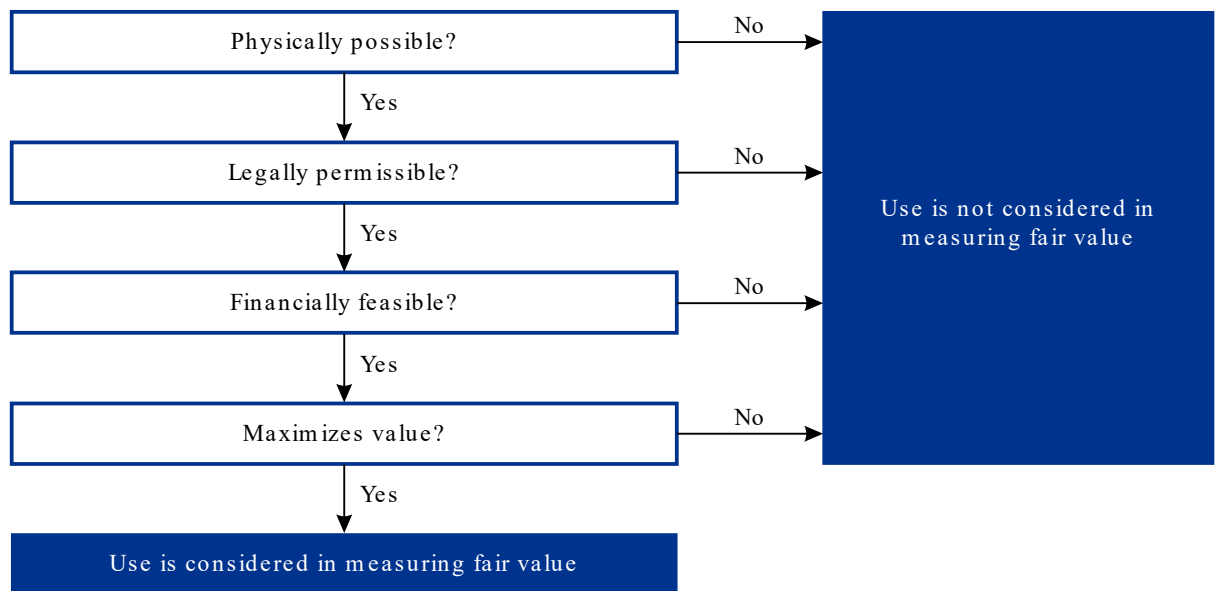 Physically possible?
No
Yes
Legally permissible?
No
Use is not considered in
measuring fair value
Yes
Financially feasible?
No
Yes
Maximizes value?
No
Yes
Use is considered in measuring fair value